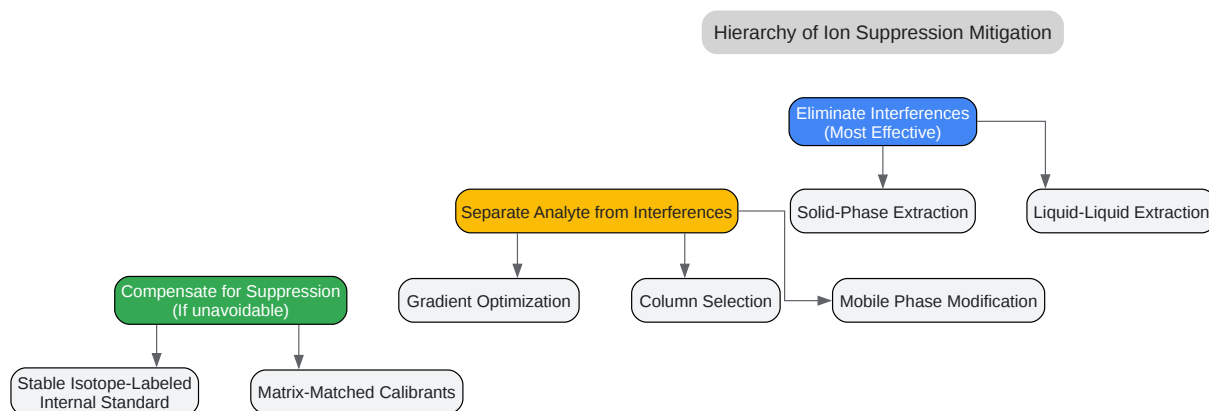 Hierarchy of Ion Suppression Mitigation
Eliminate Interferences
(Most Effective)
Separate Analyte from Interferences
Solid-Phase Extraction
Liquid-Liquid Extraction
Compensate for Suppression
(If unavoidable)
Gradient Optimization
Column Selection
Mobile Phase Modification
Stable Isotope-Labeled
Internal Standard
Matrix-Matched Calibrants